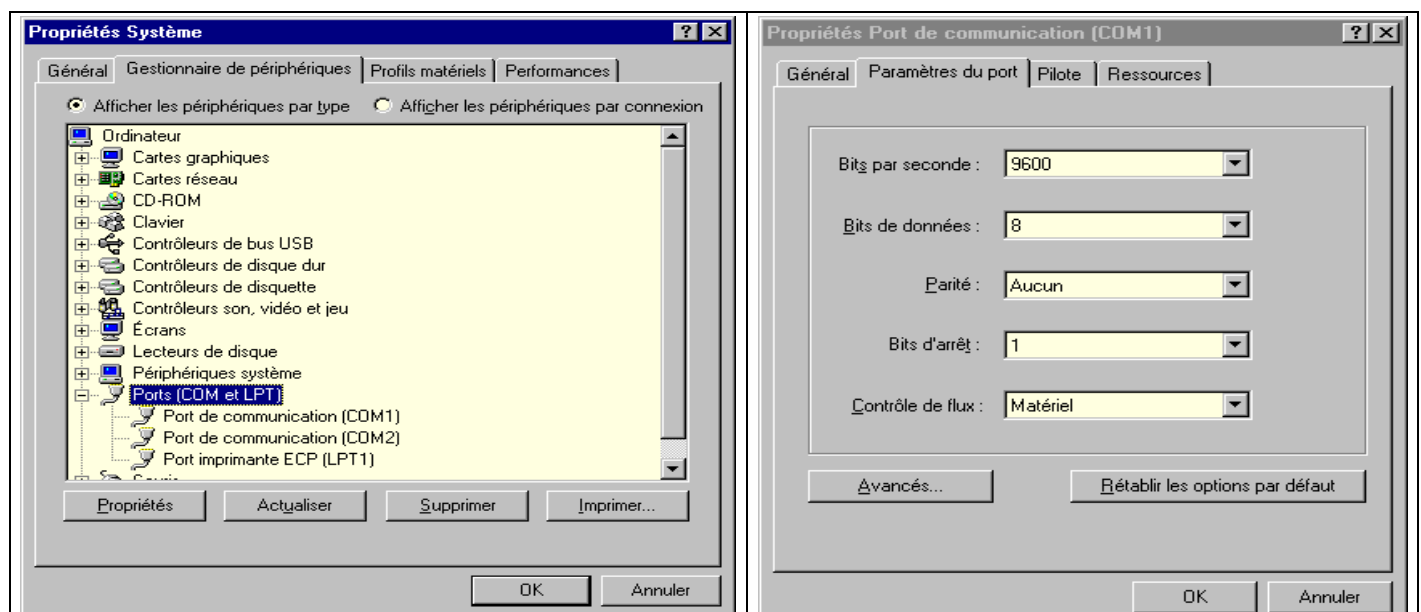 Propriétés Système
Général Gestionnaire de périphériques Profils matériels Performances
Afficher les périphériques par type Afficher les périphériques par connexion
Ordinateur
Cartes graphiques
Cartes réseau
CD-ROM
Clavier
Contrôleurs de bus USB
Contrôleurs de disque dur
Contrôleurs de disquette
Contrôleurs son, vidéo et jeu
Écrans
Lecteurs de disque
Périphériques système
Ports (COM et LPT)
Port de communication (COM1)
Port de communication (COM2)
Port imprimante ECP (LPT1)
Propriétés Actualiser Supprimer Imprimer...
OK Annuler
Propriétés Port de communication (COM1)
Général Paramètres du port Pilote Ressources
Bits par seconde : 9600
Bits de données : 8
Parité : Aucun
Bits d'arrêt : 1
Contrôle de flux : Matériel
Avancés... Rétablir les options par défaut
OK Annuler